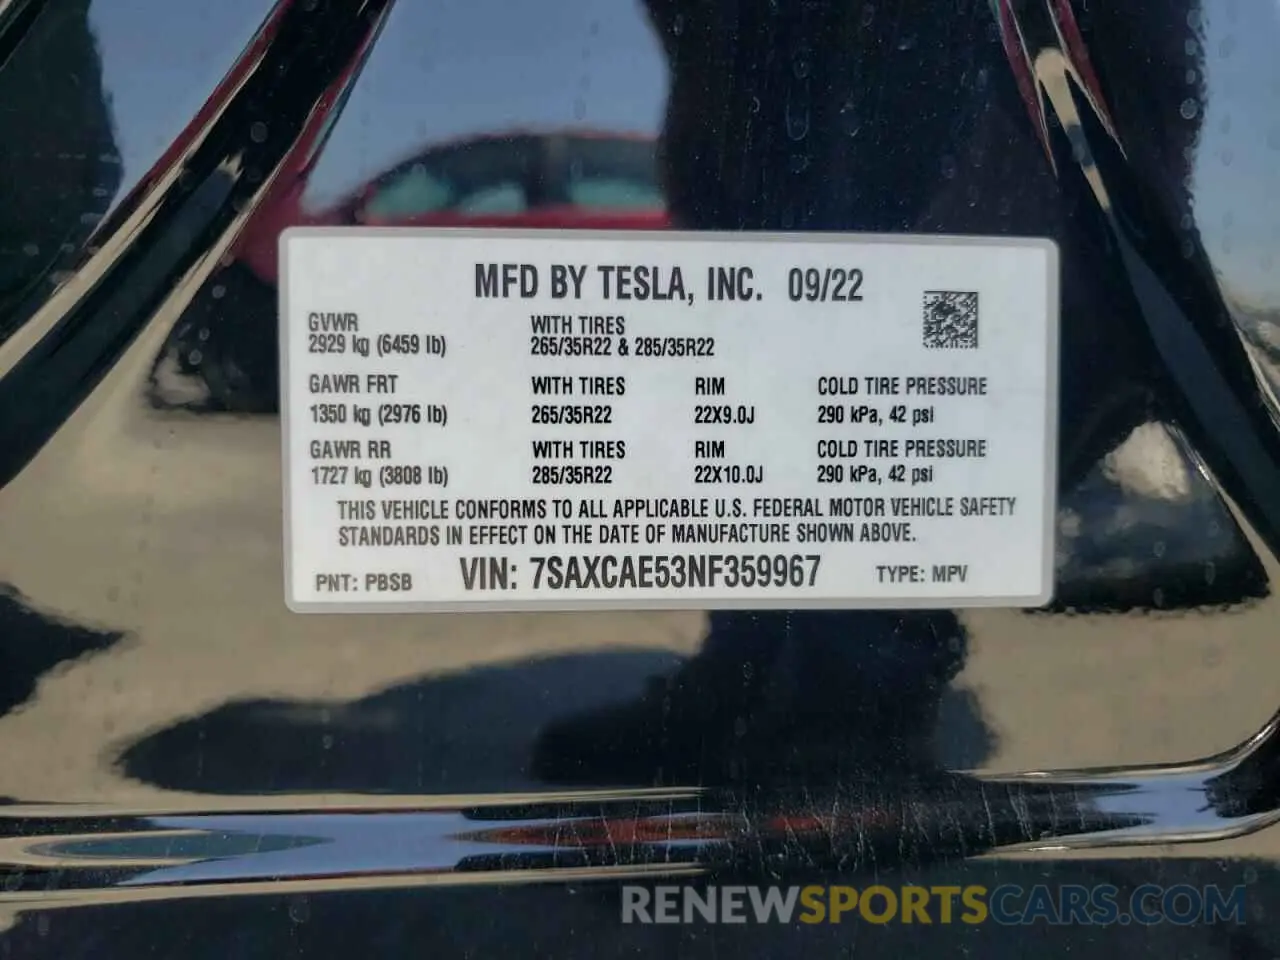 MFD BY TESLA, INC. 09/22
GVWR WITH TIRES
2929 kg (6459 lb) 265/35R22 & 285/35R22
GAWR FRT WITH TIRES RIM COLD TIRE PRESSURE
1350 kg (2976 lb) 265/35R22 22X9.0J 290 kPa, 42 psi
GAWR RR WITH TIRES RIM COLD TIRE PRESSURE
1727 kg (3808 lb) 285/35R22 22X10.0J 290 kPa, 42 psi
THIS VEHICLE CONFORMS TO ALL APPLICABLE U.S. FEDERAL MOTOR VEHICLE SAFETY
STANDARDS IN EFFECT ON THE DATE OF MANUFACTURE SHOWN ABOVE.
PNT: PBSB VIN: 7SAXCAE53NF359967 TYPE: MPV
RENEWSPORTSCARS.COM